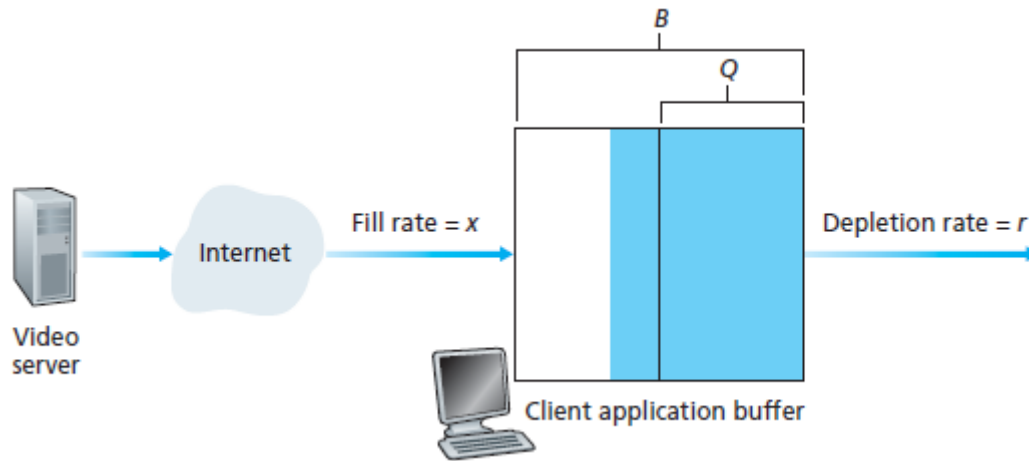 B
Q
Fill rate = x
Depletion rate = r
Internet
Video
server
Client application buffer